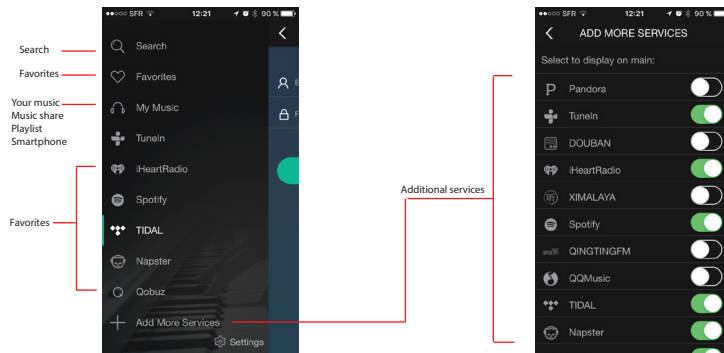 SFR 12:21 90 %
Search
Favorites
My Music
TuneIn
iHeartRadio
Spotify
TIDAL
Napster
Qobuz
Add More Services
Settings
Search
Favorites
Your music
Music share
Playlist
Smartphone
Favorites
Additional services
SFR 12:21 90 %
ADD MORE SERVICES
Select to display on main:
Pandora
TuneIn
DOUBAN
iHeartRadio
XIMALAYA
Spotify
QINGTINGFM
QQMusic
TIDAL
Napster